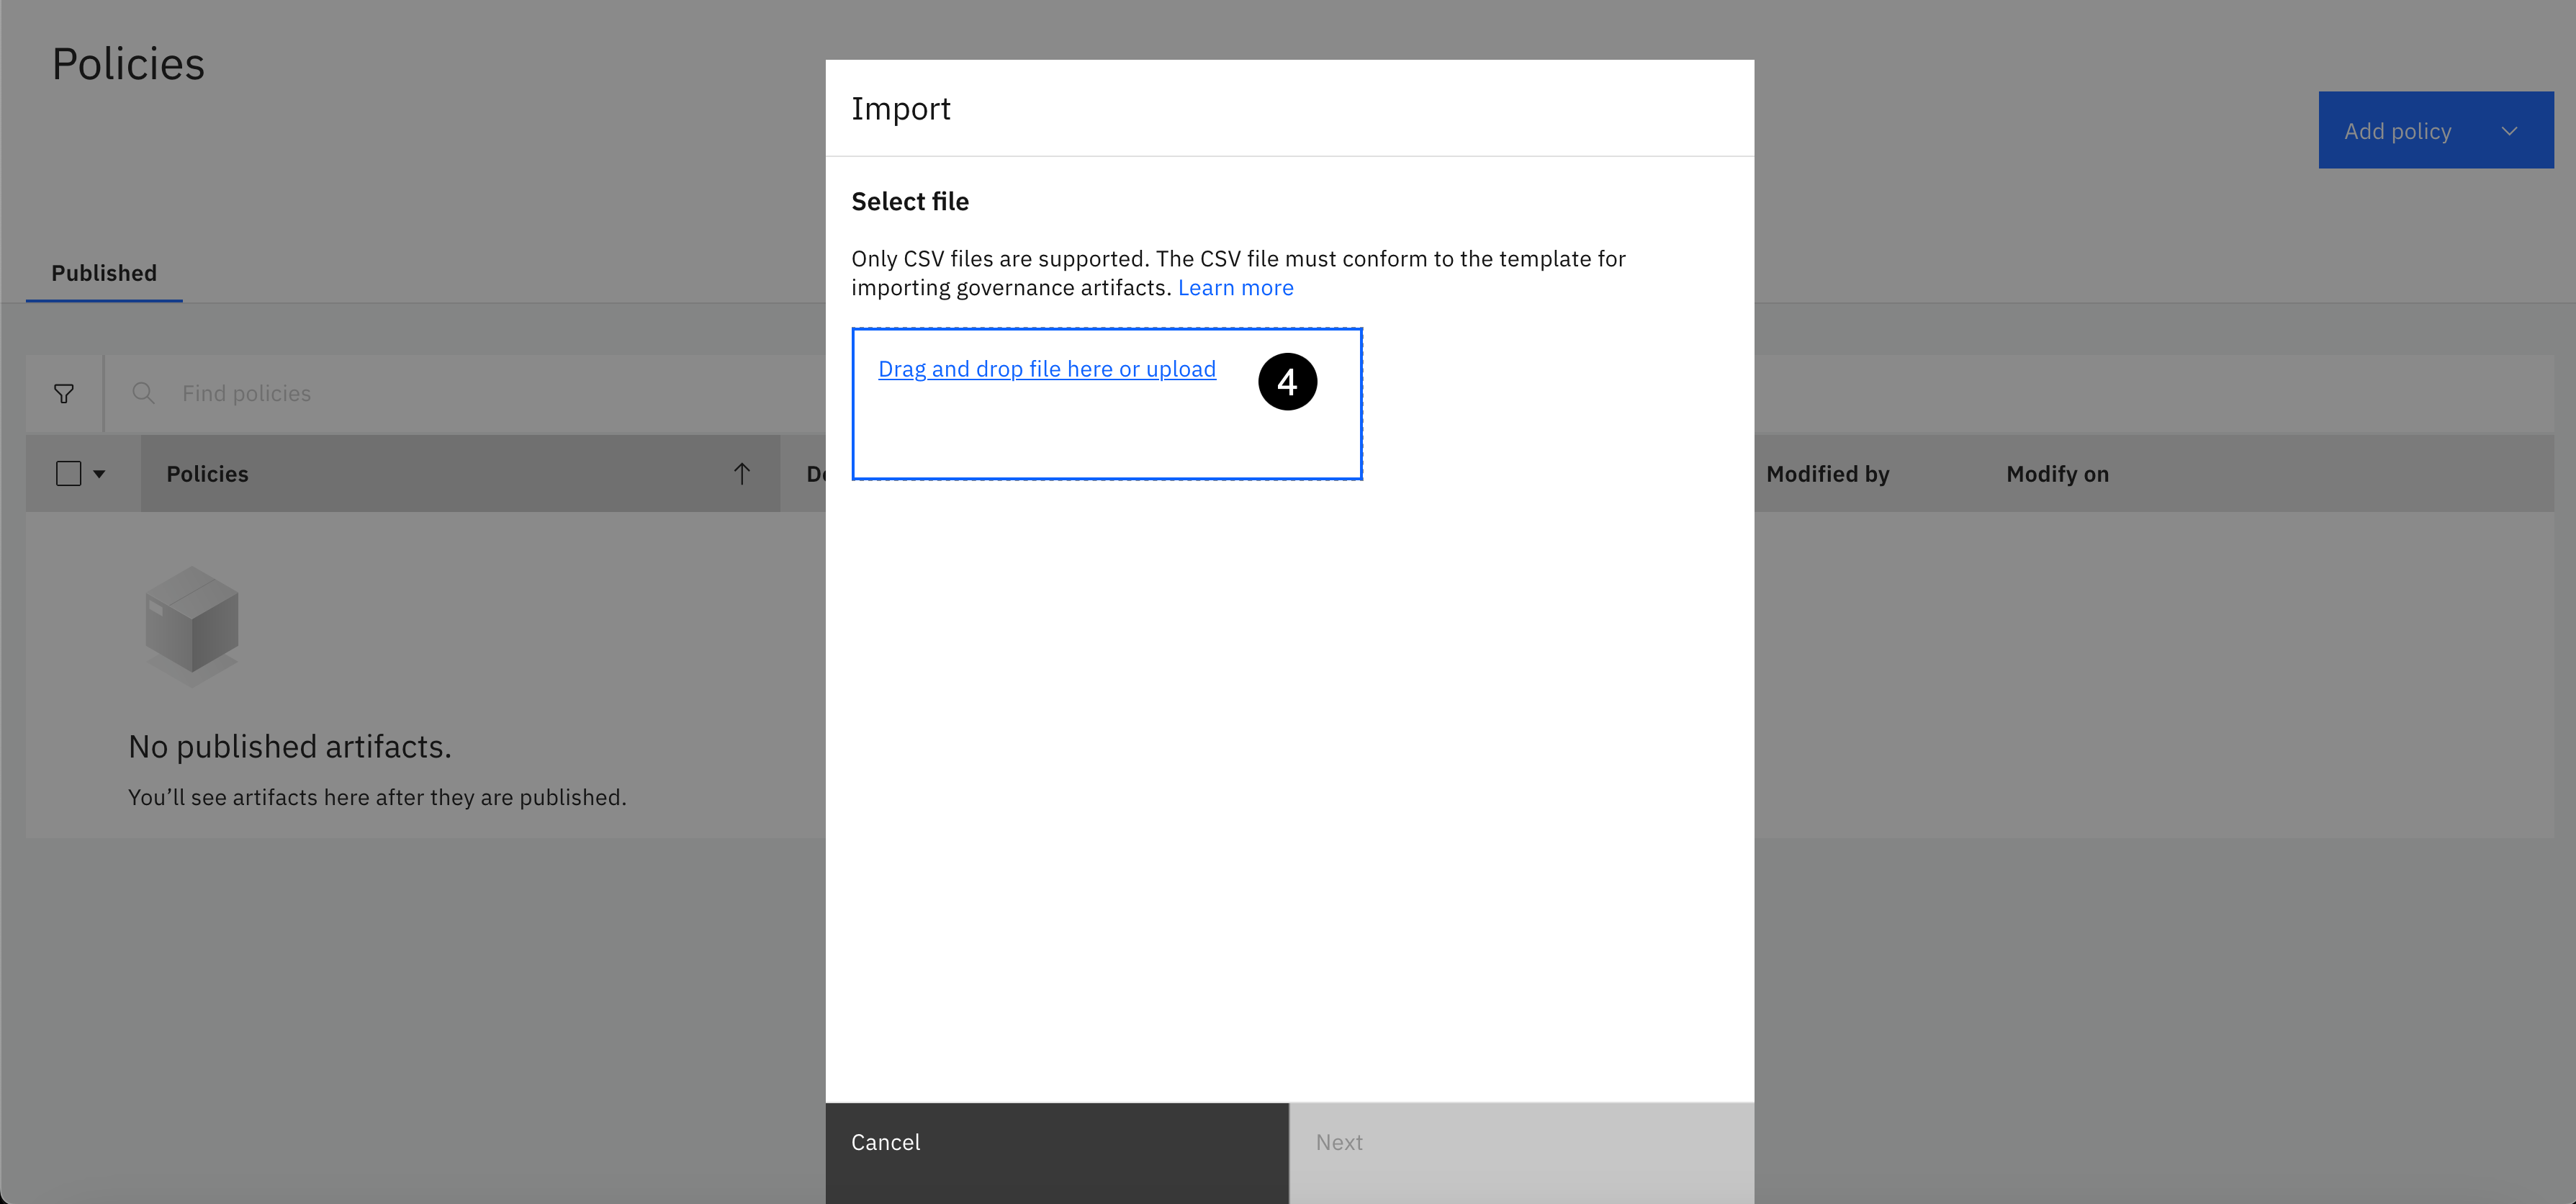 Policies
Import
Add policy
Select file
Only CSV files are supported. The CSV file must conform to the template for
importing governance artifacts. Learn more
Published
Drag and drop file here or upload
4
Find policies
Policies
Modified by
Modify on
No published artifacts.
You’ll see artifacts here after they are published.
Cancel
Next